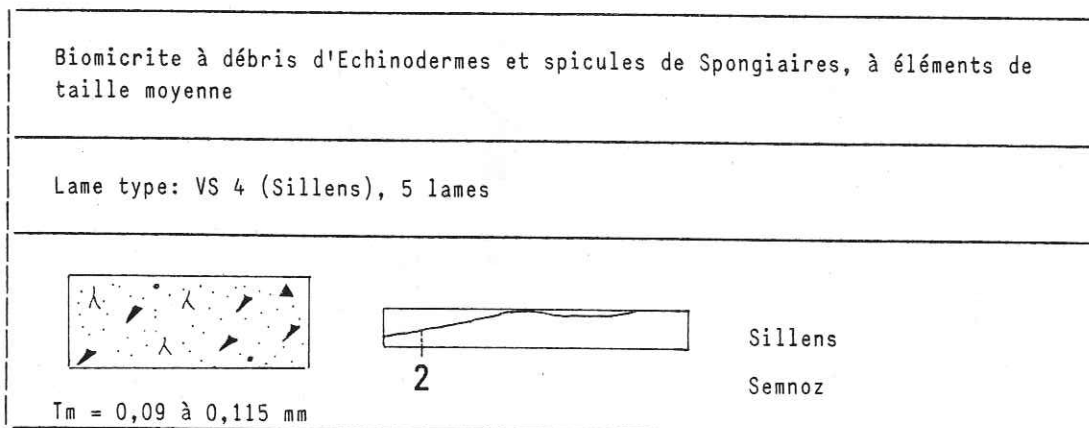 Biomicrite à débris d'Echinodermes et spicules de Spongiaires, à éléments de
taille moyenne
Lame type: VS 4 (Sillens), 5 lames
Sillens
2
Semnoz
Tm = 0,09 à 0,115 mm